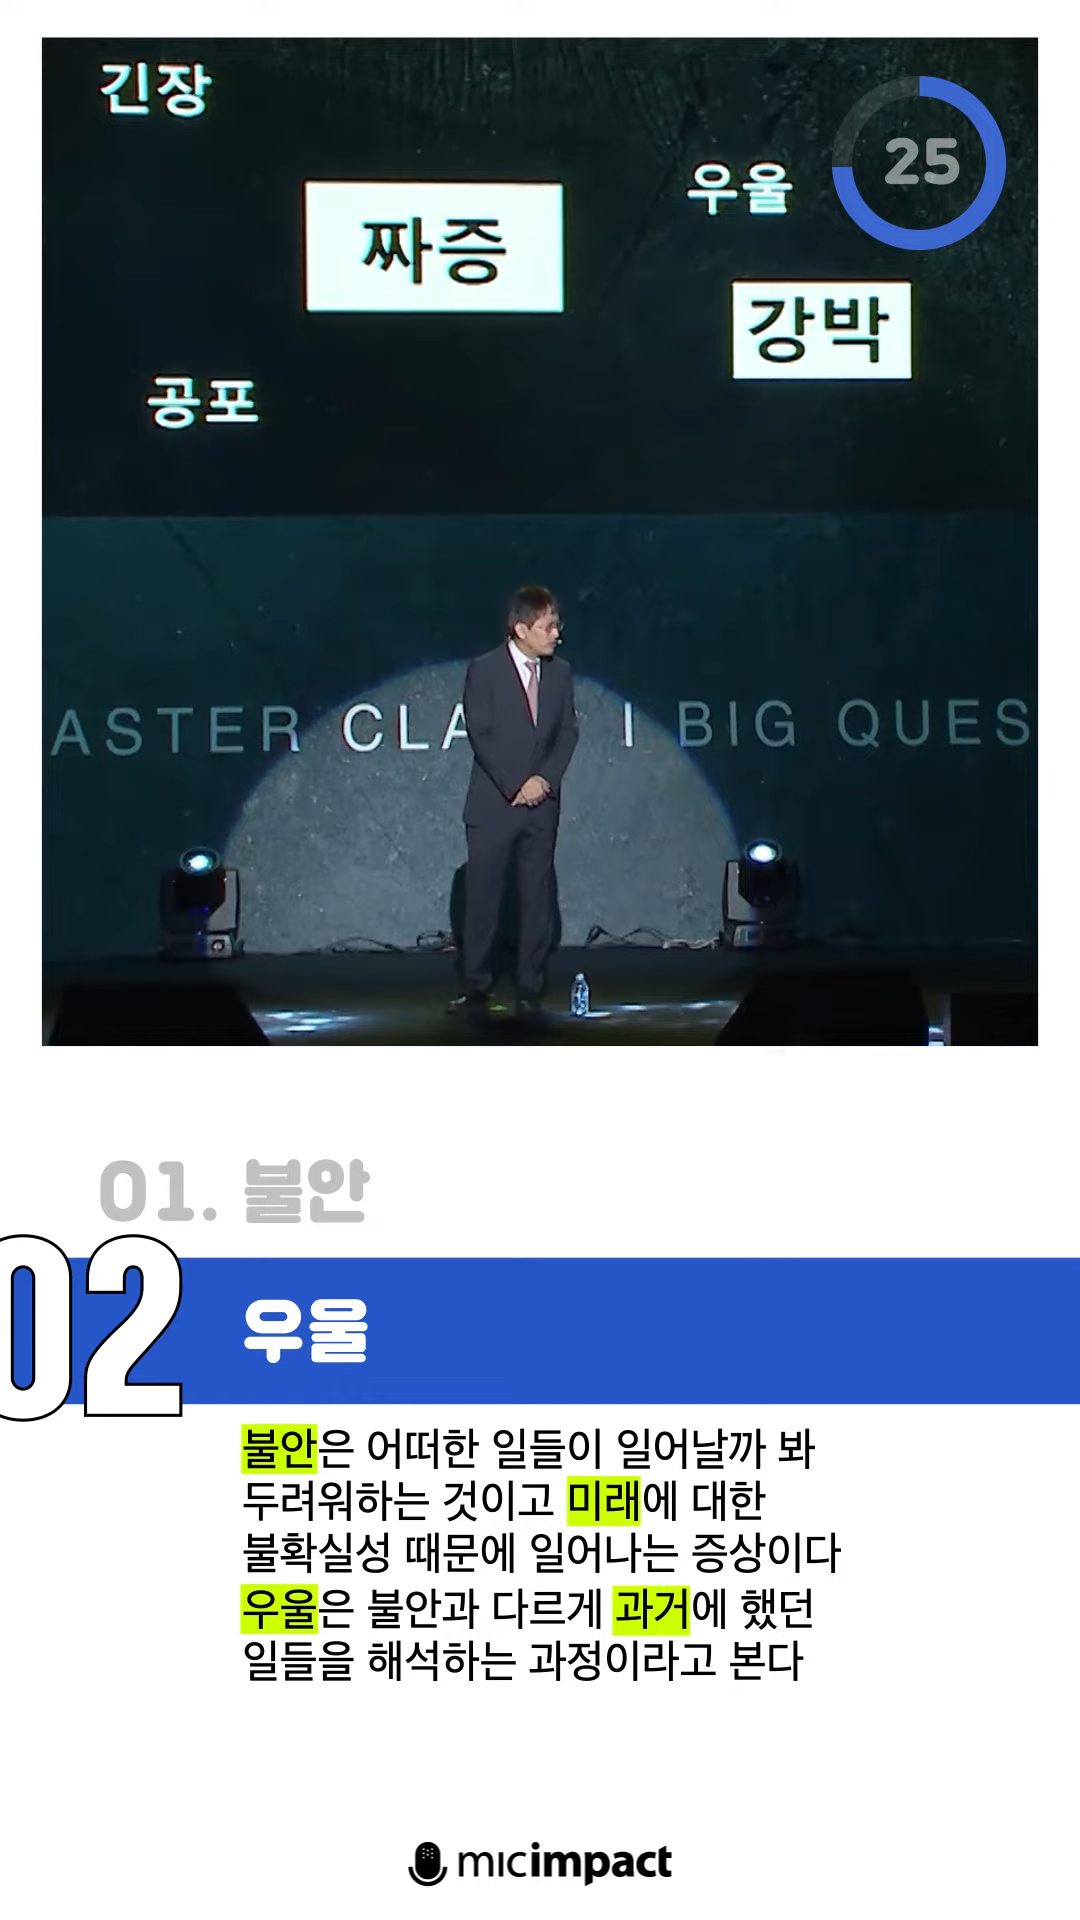 긴장
25
우울
짜증
강박
공포
ASTER CLA I BIG QUES
01. 불안
02 우울
불안은 어떠한 일들이 일어날까 봐
두려워하는 것이고 미래에 대한
불확실성 때문에 일어나는 증상이다
우울은 불안과 다르게 과거에 했던
일들을 해석하는 과정이라고 본다
micimpact